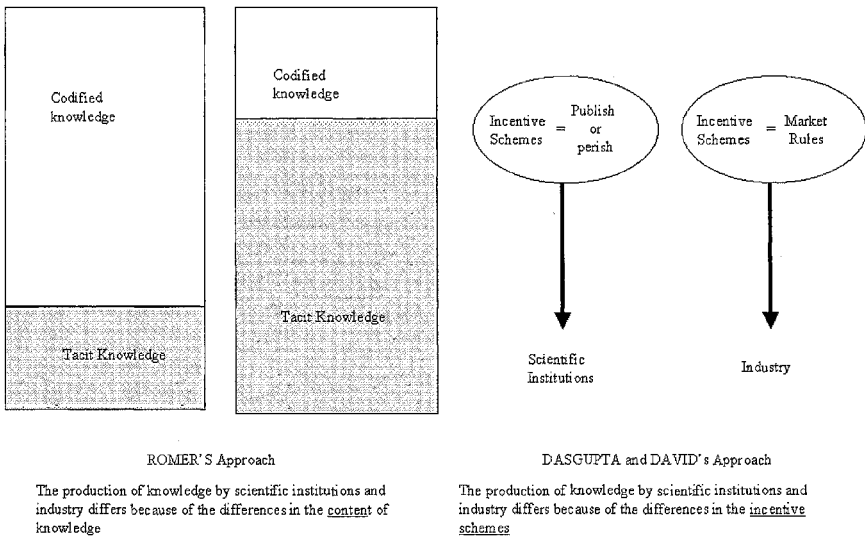 Codified
knowledge
Tacit Knowledge
Codified
knowledge
Tacit Knowledge
Incentive
Schemes
=
Publish
or
perish
Scientific
Institutions
Incentive
Schemes
=
Market
Rules
Industry
ROMER'S Approach
The production of knowledge by scientific institutions and
industry differs because of the differences in the content of
knowledge
DASGUPTA and DAVID's Approach
The production of knowledge by scientific institutions and
industry differs because of the differences in the incentive
schemes